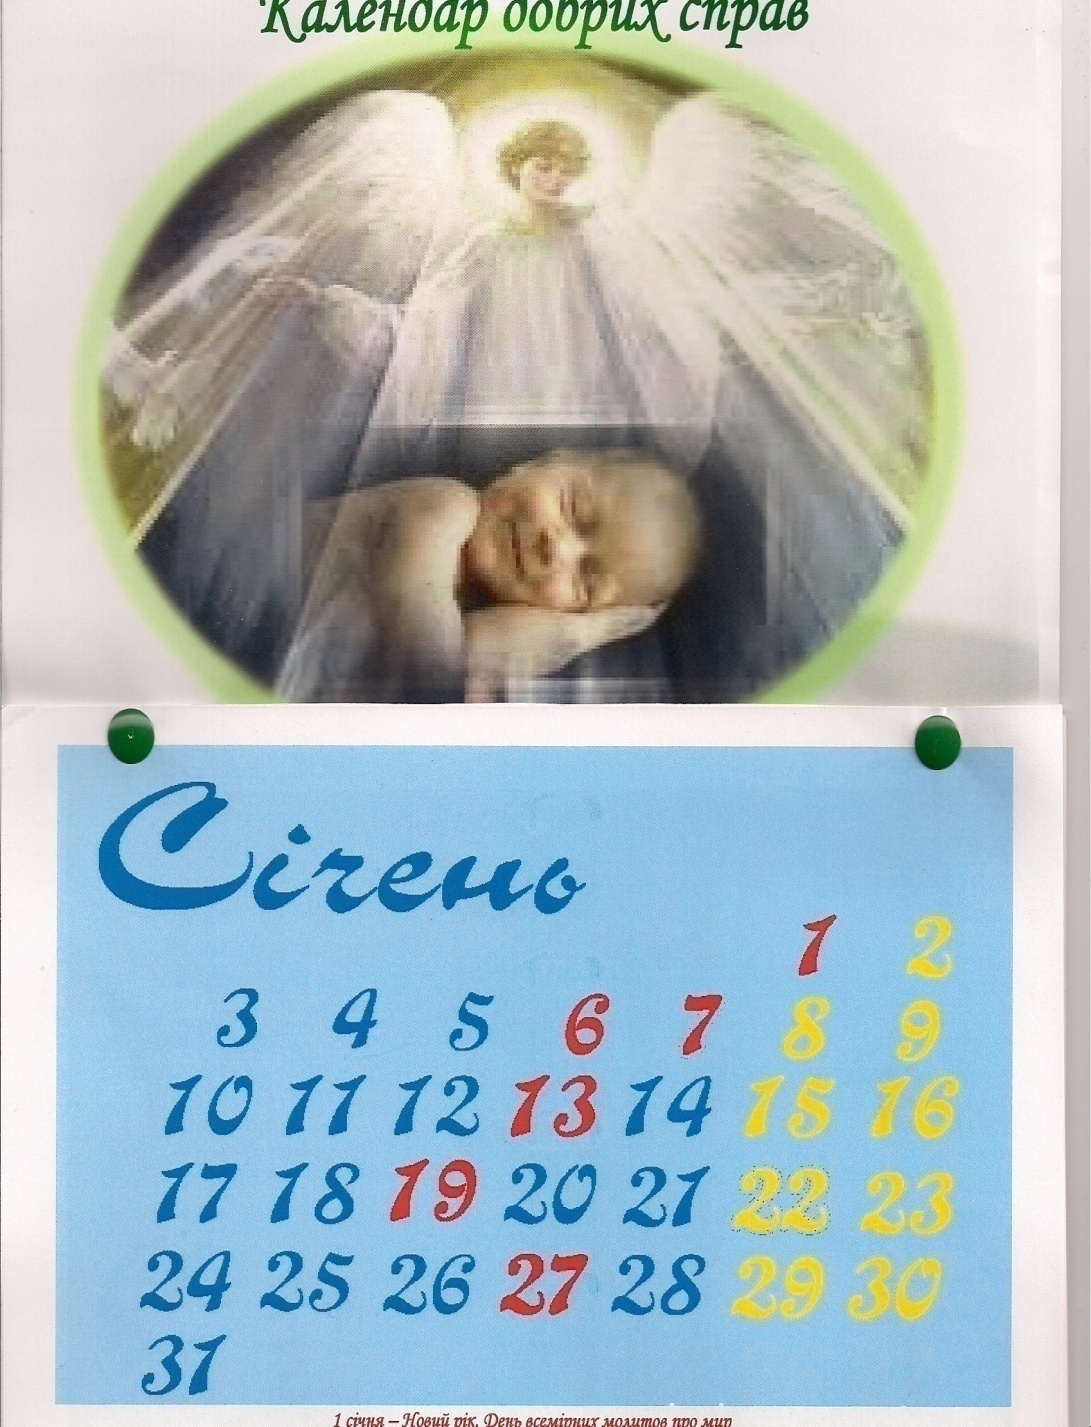 Календар добрих справ
Січень
1 2
3 4 5 6 7 8 9
10 11 12 13 14 15 16
17 18 19 20 21 22 23
24 25 26 27 28 29 30
31
1 січня – Новий рік. День всемірних молитов про мир